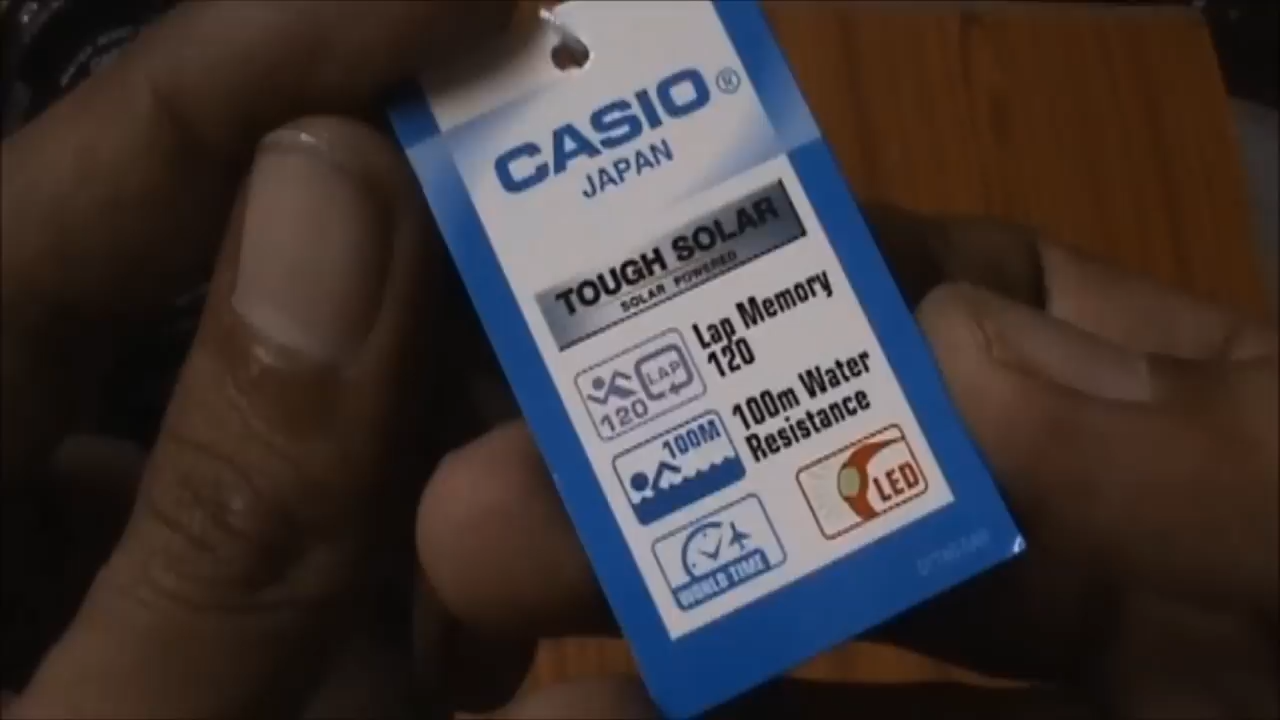 CASIO®
JAPAN
TOUGH SOLAR
SOLAR POWERED
LAP
120
Lap Memory
120
100M
100m Water
Resistance
WORLD TIME
LED